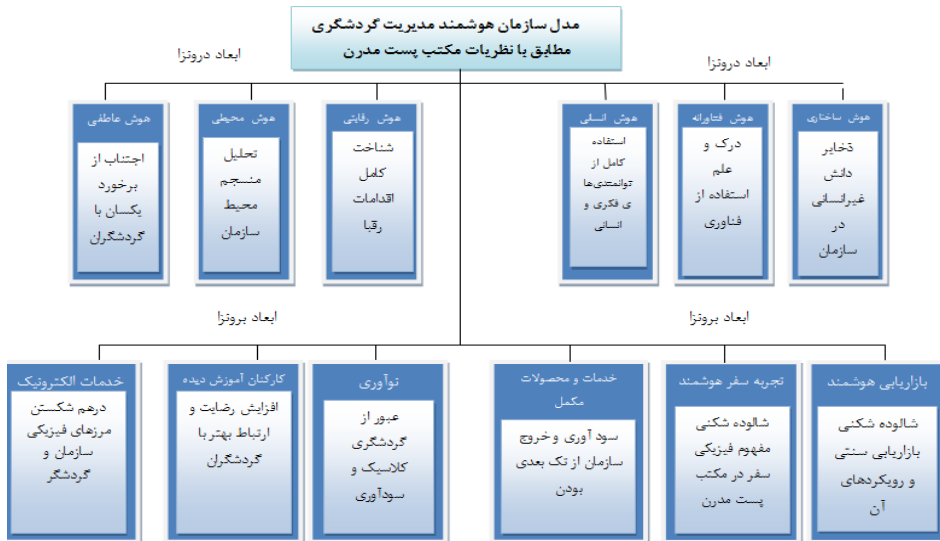 مدل سازمان هوشمند مدیریت گردشگری
مطابق با نظریات مکتب پست مدرن
ابعاد درونزا
ابعاد درونزا
هوش ساختاری
ذخایر
دانش
غیرانسانی
در
سازمان
هوش فناورانه
درک و
علم
استفاده از
فناوری
هوش انسانی
استفاده
کامل از
توانمندی‌ها
ی فکری و
انسانی
هوش رقابتی
شناخت
کامل
اقدامات
رقبا
هوش محیطی
تحلیل
منسجم
محیط
سازمان
هوش عاطفی
اجتناب از
برخورد
یکسان با
گردشگران
ابعاد برونزا
ابعاد برونزا
بازاریابی هوشمند
شالوده شکنی
بازاریابی سنتی
و رویکردهای
آن
تجربه سفر هوشمند
شالوده شکنی
مفهوم فیزیکی
سفر در مکتب
پست مدرن
خدمات و محصولات
مکمل
سود آوری و خروج
سازمان از تک بعدی
بودن
نوآوری
عبور از
گردشگری
کلاسیک و
سودآوری
کارکنان آموزش دیده
افزایش رضایت و
ارتباط بهتر با
گردشگران
خدمات الکترونیک
درهم شکستن
مرزهای فیزیکی
سازمان و
گردشگر